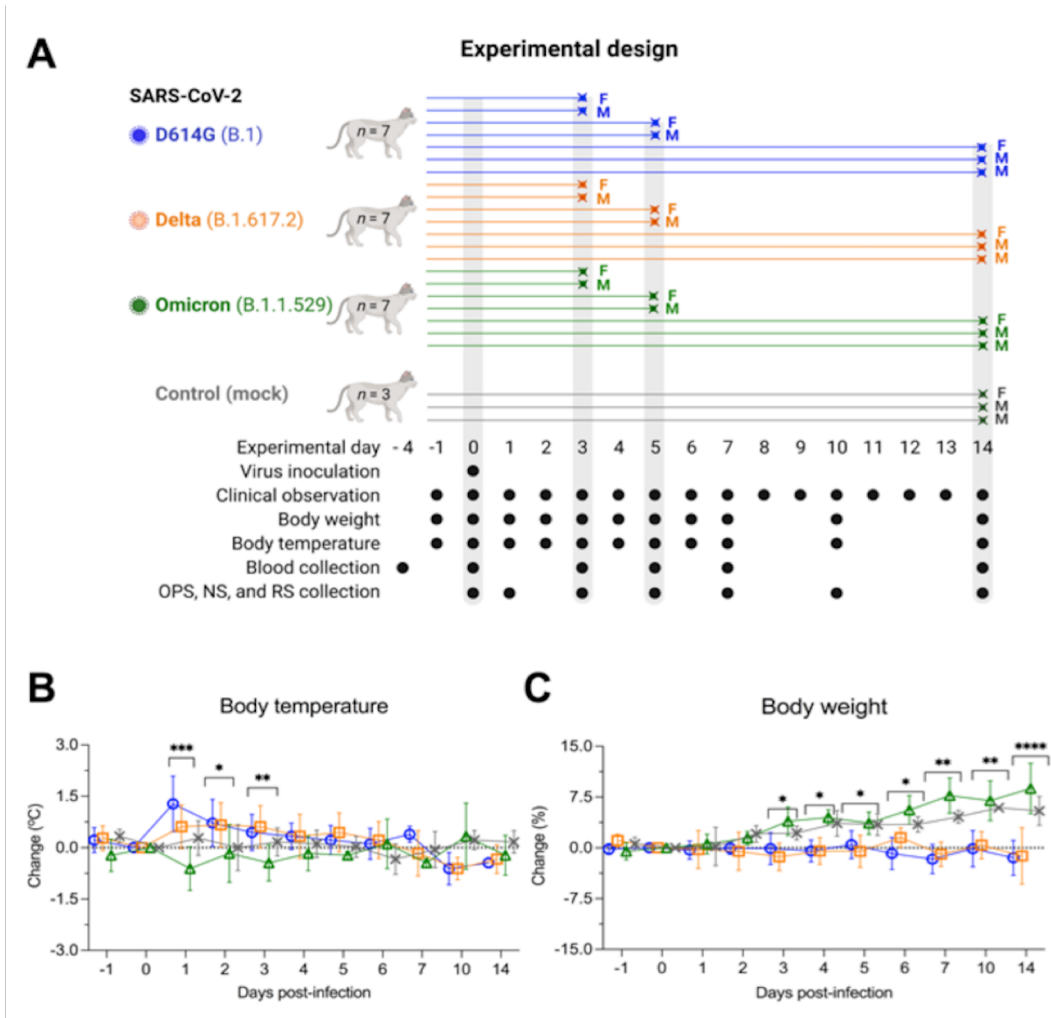 A
Experimental design
SARS-CoV-2
D614G (B.1)
n = 7
F
M
F
M
F
M
M
Delta (B.1.617.2)
n = 7
F
M
F
M
F
M
M
Omicron (B.1.1.529)
n = 7
F
M
F
M
F
M
M
Control (mock)
n = 3
F
M
M
Experimental day - 4 -1 0 1 2 3 4 5 6 7 8 9 10 11 12 13 14
Virus inoculation
Clinical observation
Body weight
Body temperature
Blood collection
OPS, NS, and RS collection
B
Body temperature
Change (ºC)
3.0
1.5
0.0
-1.5
-3.0
*** * **
-1 0 1 2 3 4 5 6 7 10 14
Days post-infection
C
Body weight
Change (%)
15.0
7.5
0.0
-7.5
-15.0
* * * * ** ** ****
-1 0 1 2 3 4 5 6 7 10 14
Days post-infection